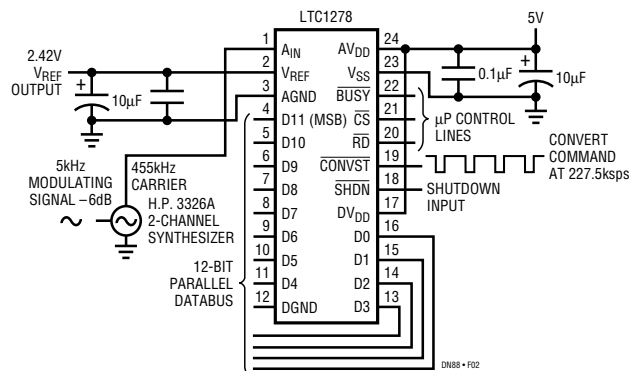 LTC1278
5V
2.42V
VREF
OUTPUT
10µF
+
1 AIN
2 VREF
3 AGND
4 D11 (MSB)
5 D10
6 D9
7 D8
8 D7
9 D6
10 D5
11 D4
12 DGND
AVDD 24
VSS 23
BUSY 22
CS 21
RD 20
CONVST 19
SHDN 18
DVDD 17
D0 16
D1 15
D2 14
D3 13
0.1µF
+
10µF
µP CONTROL
LINES
CONVERT
COMMAND
AT 227.5ksps
SHUTDOWN
INPUT
5kHz
MODULATING
SIGNAL –6dB
455kHz
CARRIER
H.P. 3326A
2-CHANNEL
SYNTHESIZER
12-BIT
PARALLEL
DATABUS
DN88 • F02